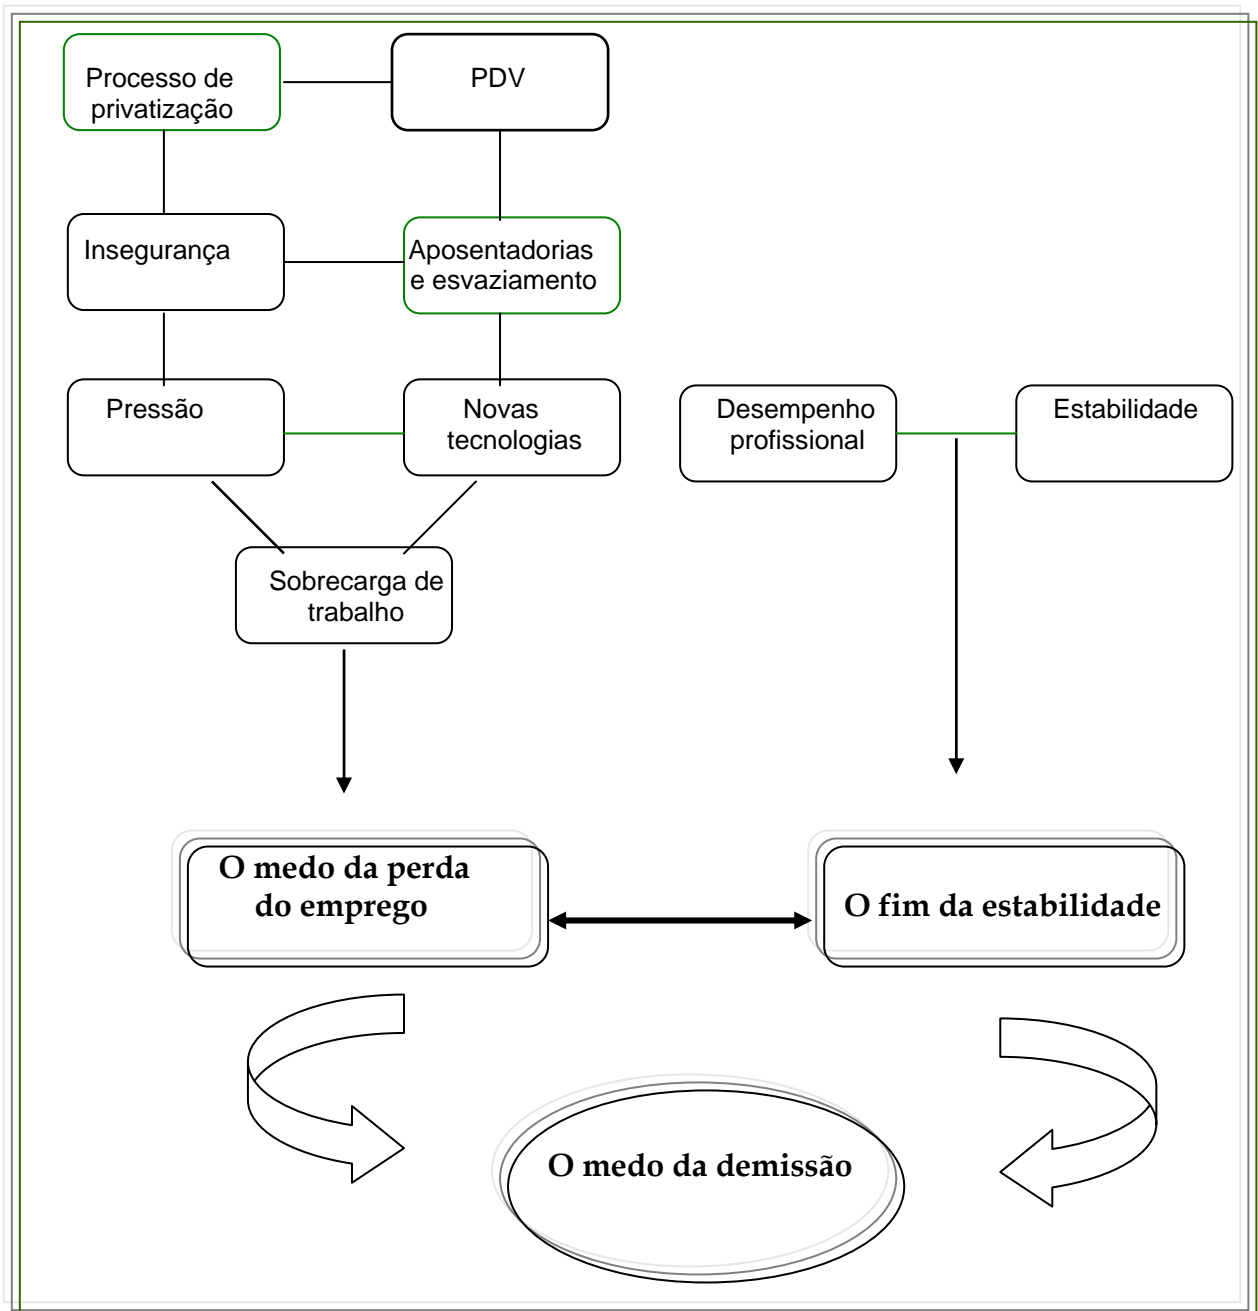 Processo de
privatização
PDV
Insegurança
Aposentadorias
e esvaziamento
Pressão
Novas
tecnologias
Desempenho
profissional
Estabilidade
Sobrecarga de
trabalho
O medo da perda
do emprego
O fim da estabilidade
O medo da demissão